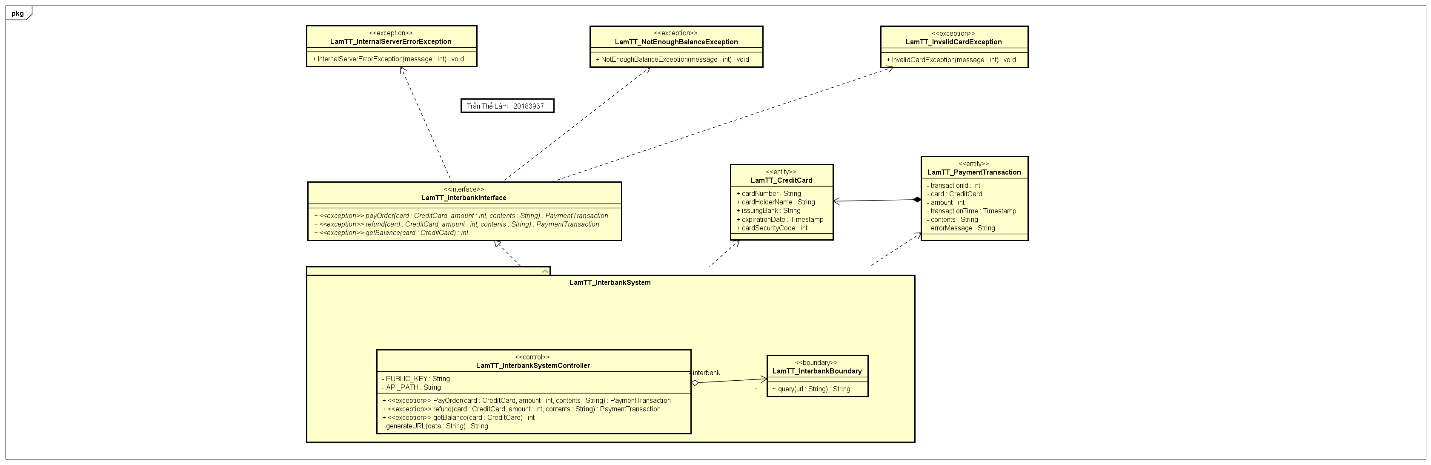 pkg
<<exception>>
LamTT_InternalServerErrorException
+ InternalServerErrorException(message : int) : void
<<exception>>
LamTT_NotEnoughBalanceException
+ NotEnoughBalanceException(message : int) : void
<<exception>>
LamTT_InvalidCardException
+ InvalidCardException(message : int) : void
Trần Thế Lâm - 20183937
<<interface>>
LamTT_InterbankInterface
~ <<exception>> payOrder(card : CreditCard, amount : int, contents : String) : PaymentTransaction
~ <<exception>> refund(card : CreditCard, amount : int, contents : String) : PaymentTransaction
~ <<exception>> getBalance(card : CreditCard) : int
<<entity>>
LamTT_CreditCard
+ cardNumber : String
+ cardHolderName : String
+ issuingBank : String
+ expirationDate : Timestamp
+ cardSecurityCode : int
<<entity>>
LamTT_PaymentTransaction
- transactionId : int
- card : CreditCard
- amount : int
- transactionTime : Timestamp
- contents : String
- errorMessage : String
LamTT_InterbankSystem
<<control>>
LamTT_InterbankSystemController
- PUBLIC_KEY : String
- API_PATH : String
+ <<exception>> PayOrder(card : CreditCard, amount : int, contents : String) : PaymentTransaction
+ <<exception>> refund(card : CreditCard, amount : int, contents : String) : PaymentTransaction
+ <<exception>> getBalance(card : CreditCard) : int
- generateURL(data : String) : String
- interbank
<<boundary>>
LamTT_InterbankBoundary
~ query(url : String) : String